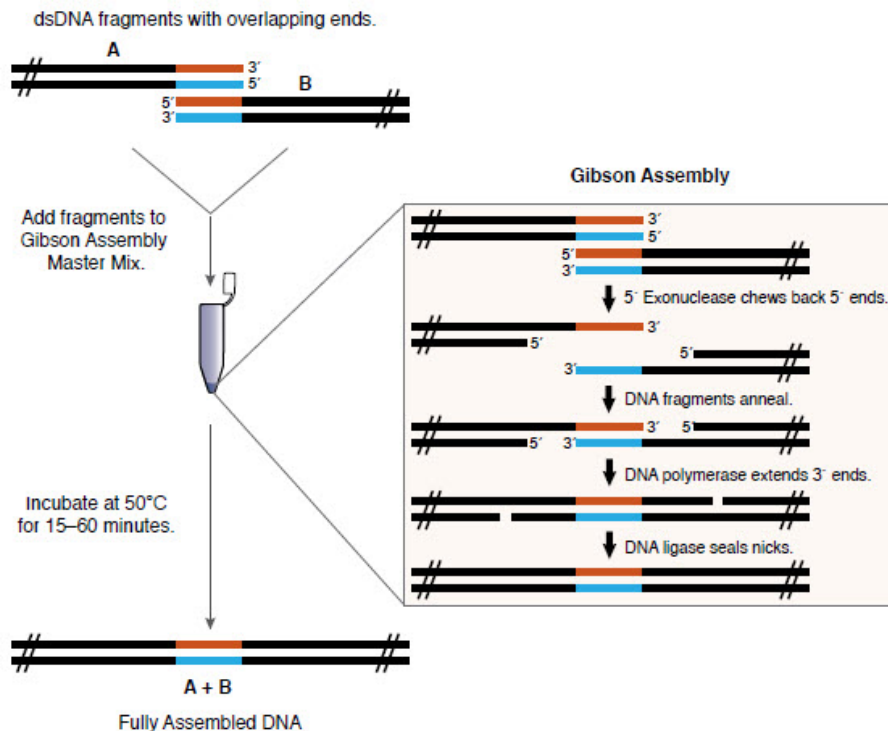 dsDNA fragments with overlapping ends.
A
3′
5′
B
5′
3′
Add fragments to
Gibson Assembly
Master Mix.
Incubate at 50°C
for 15–60 minutes.
A + B
Fully Assembled DNA
Gibson Assembly
3′
5′
5′
3′
5′ Exonuclease chews back 5′ ends.
3′
5′
5′
3′
DNA fragments anneal.
3′ 5′
5′ 3′
DNA polymerase extends 3′ ends.
DNA ligase seals nicks.